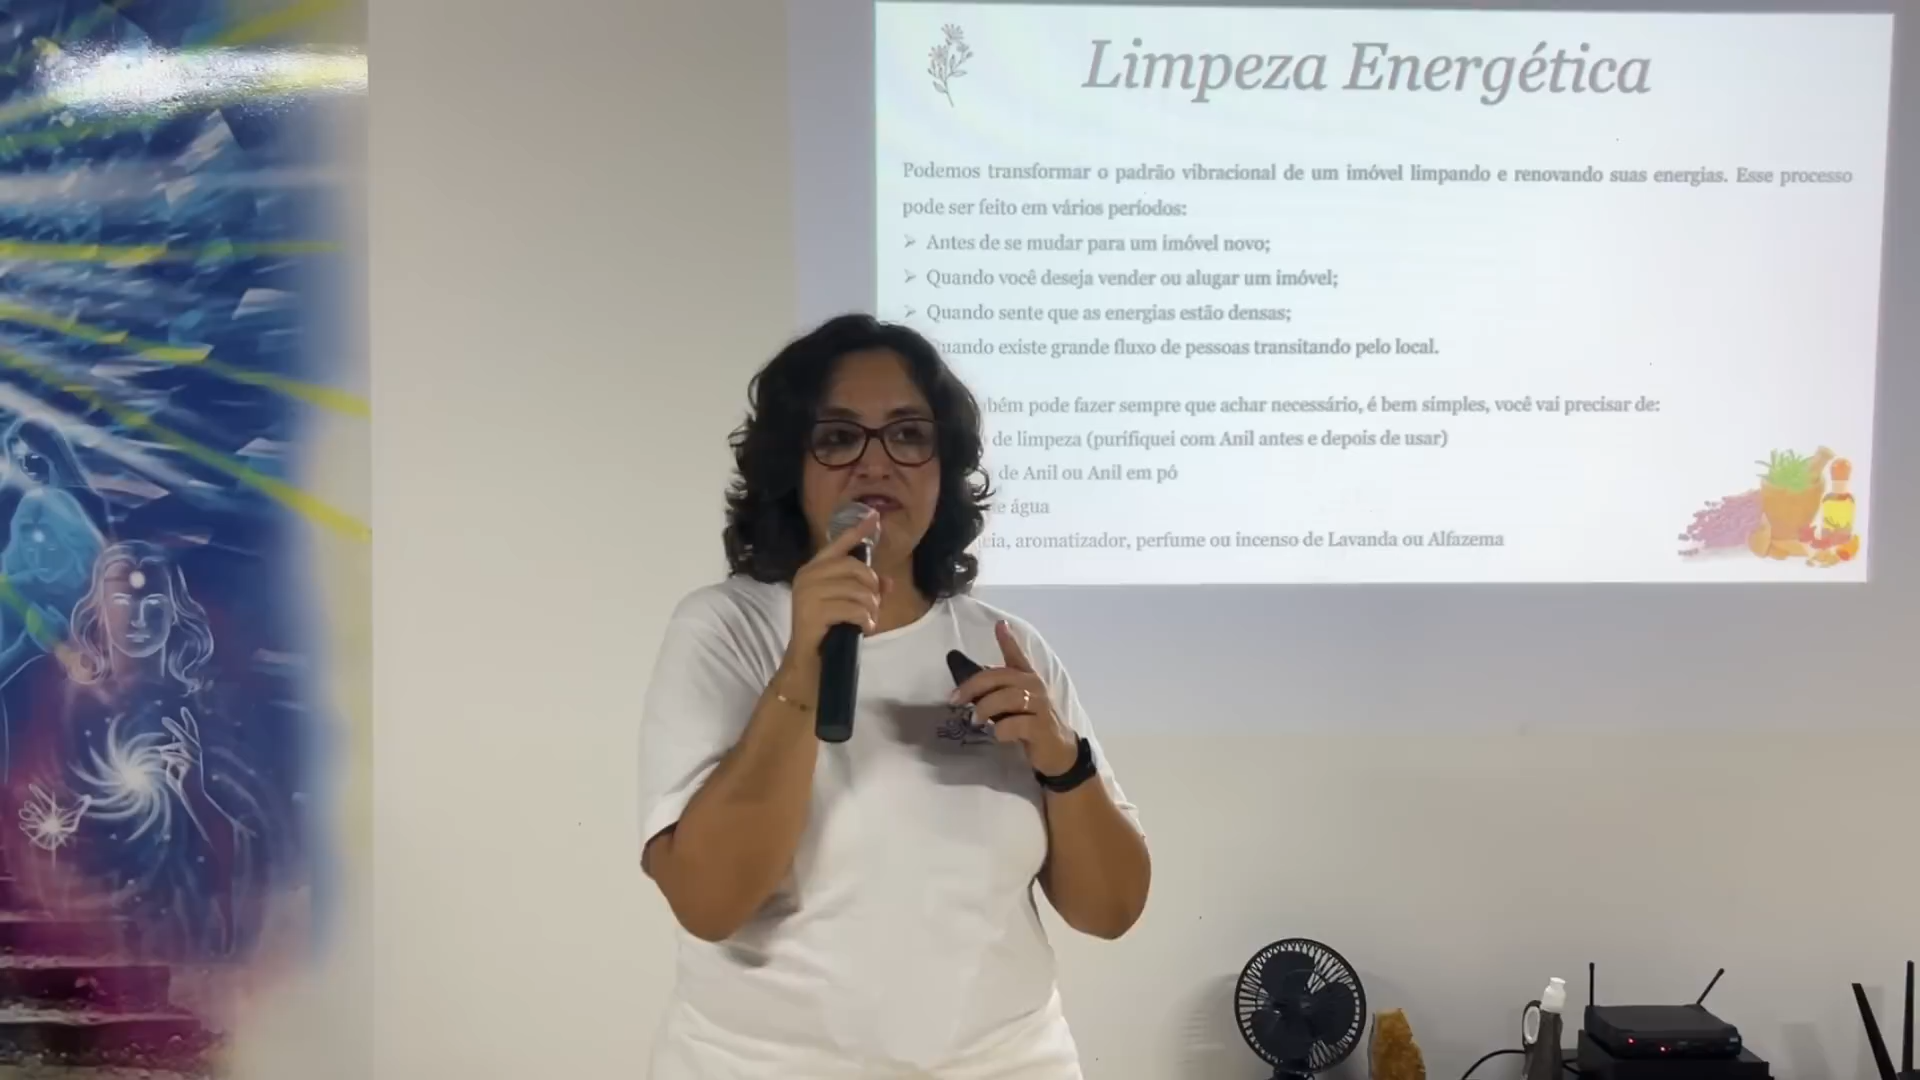 Limpeza Energética
Podemos transformar o padrão vibracional de um imóvel limpando e renovando suas energias. Esse processo
pode ser feito em vários períodos:
➢ Antes de se mudar para um imóvel novo;
➢ Quando você deseja vender ou alugar um imóvel;
➢ Quando sente que as energias estão densas;
uando existe grande fluxo de pessoas transitando pelo local.
bém pode fazer sempre que achar necessário, é bem simples, você vai precisar de:
de limpeza (purifiquei com Anil antes e depois de usar)
de Anil ou Anil em pó
e água
cia, aromatizador, perfume ou incenso de Lavanda ou Alfazema